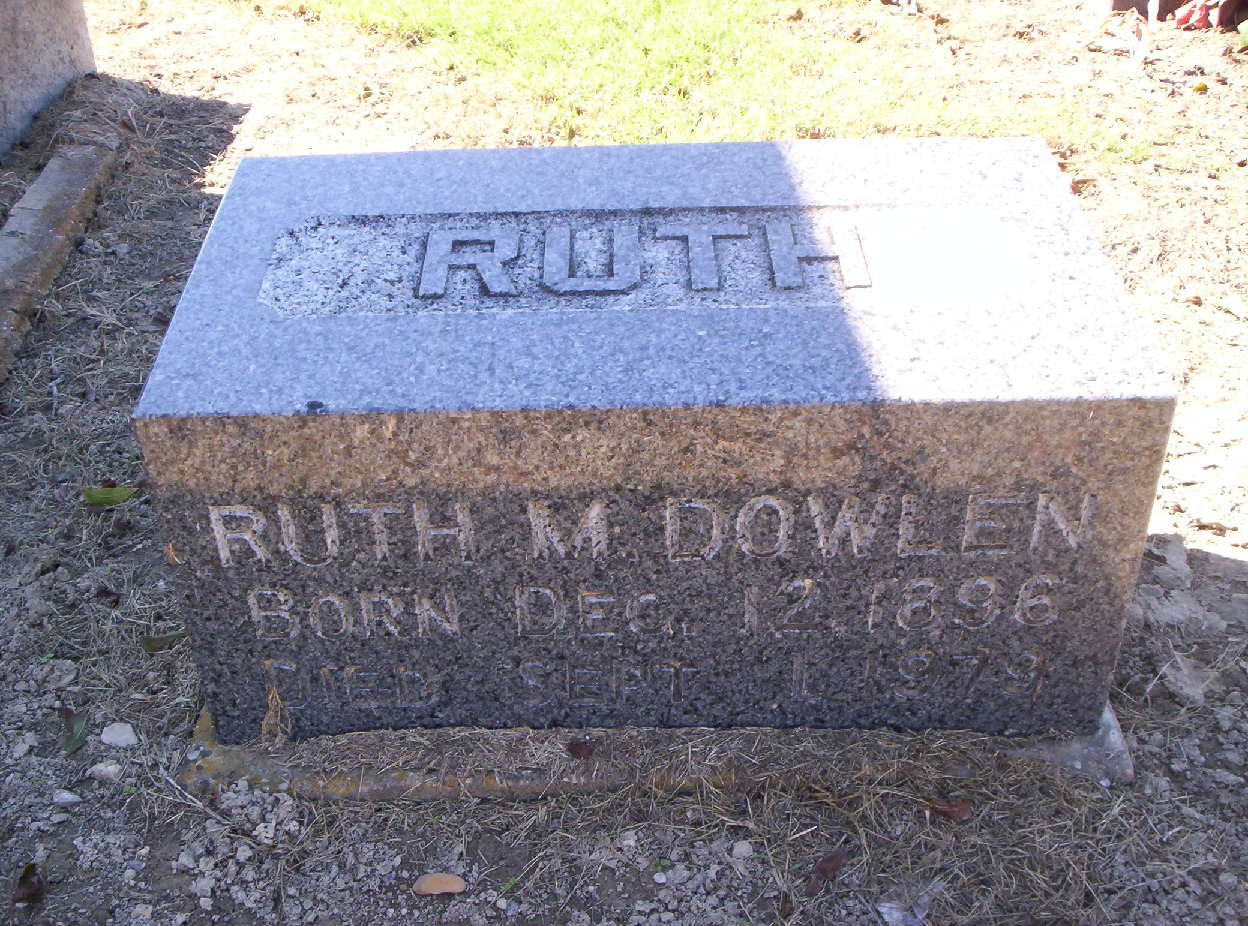 RUTH
RUTH M. DOWLEN
BORN DEC. 12. 1896
DIED SEPT. 1. 1979